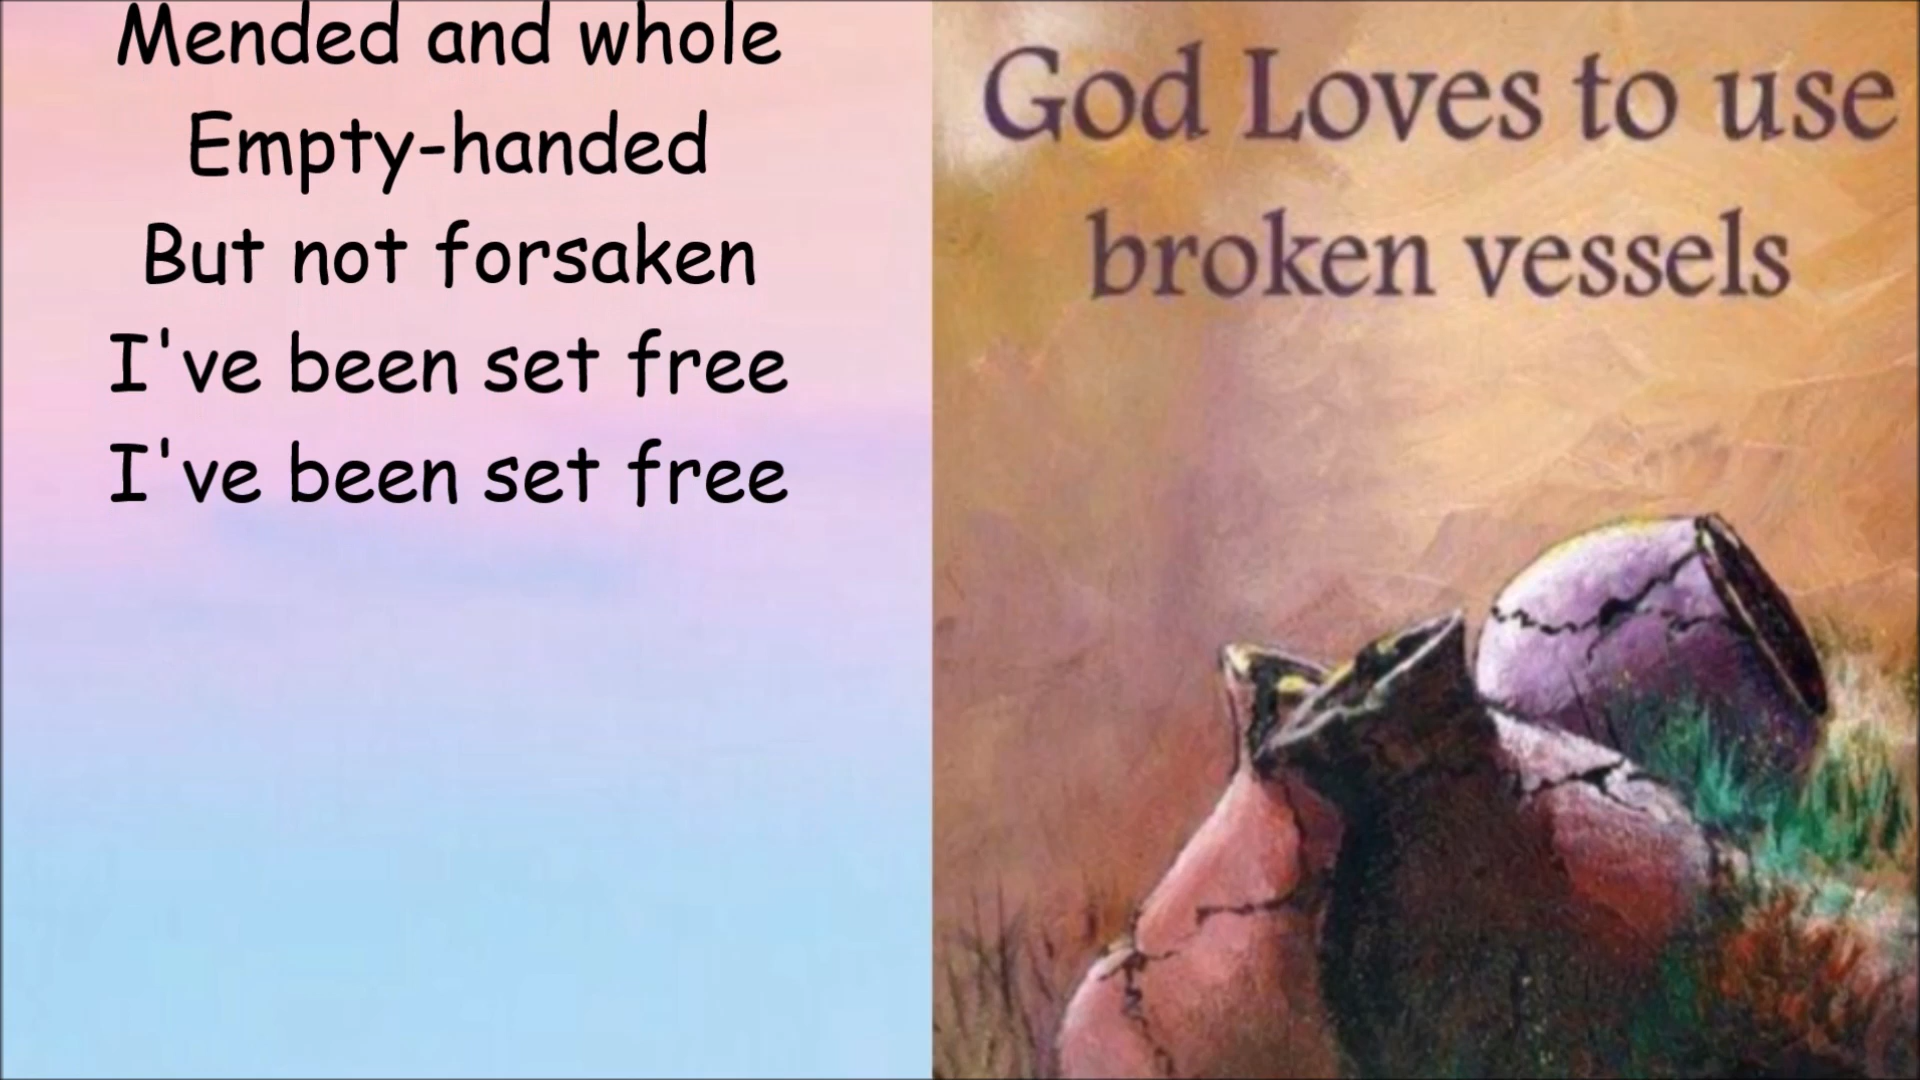 Mended and whole
Empty-handed
But not forsaken
I've been set free
I've been set free
God Loves to use
broken vessels